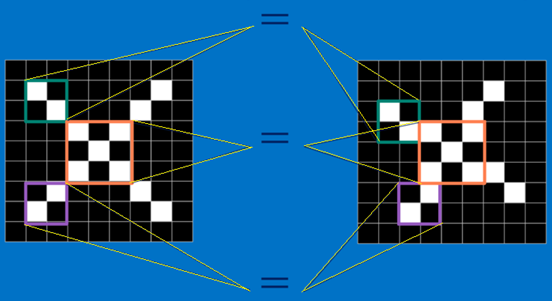 =
=
=